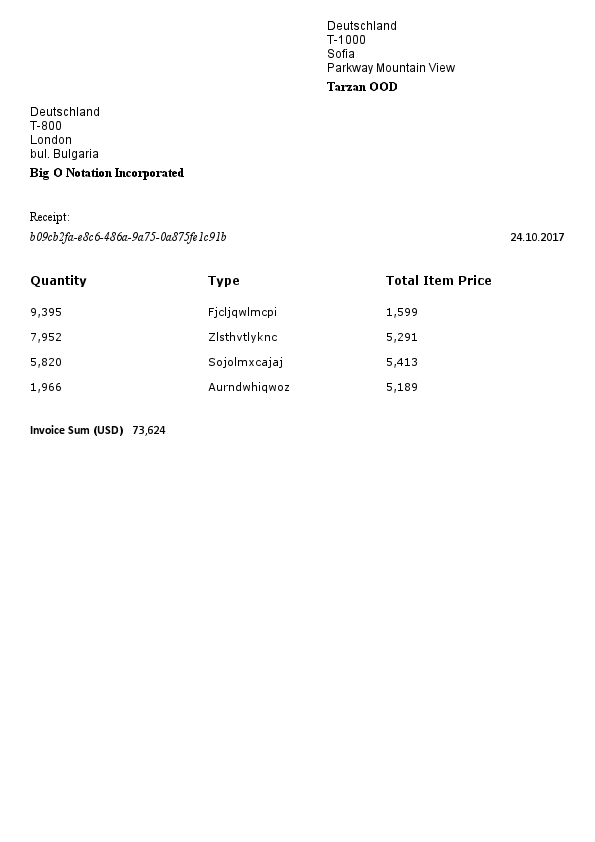 Deutschland
T-1000
Sofia
Parkway Mountain View
Tarzan OOD
Deutschland
T-800
London
bul. Bulgaria
Big O Notation Incorporated
Receipt:
b09cb2fa-e8c6-486a-9a75-0a875fe1c91b 24.10.2017
Quantity Type Total Item Price
9,395 Fjcljqwlmcpi 1,599
7,952 Zlsthvtlyknc 5,291
5,820 Sojolmxcajaj 5,413
1,966 Aurndwhiqwoz 5,189
Invoice Sum (USD) 73,624